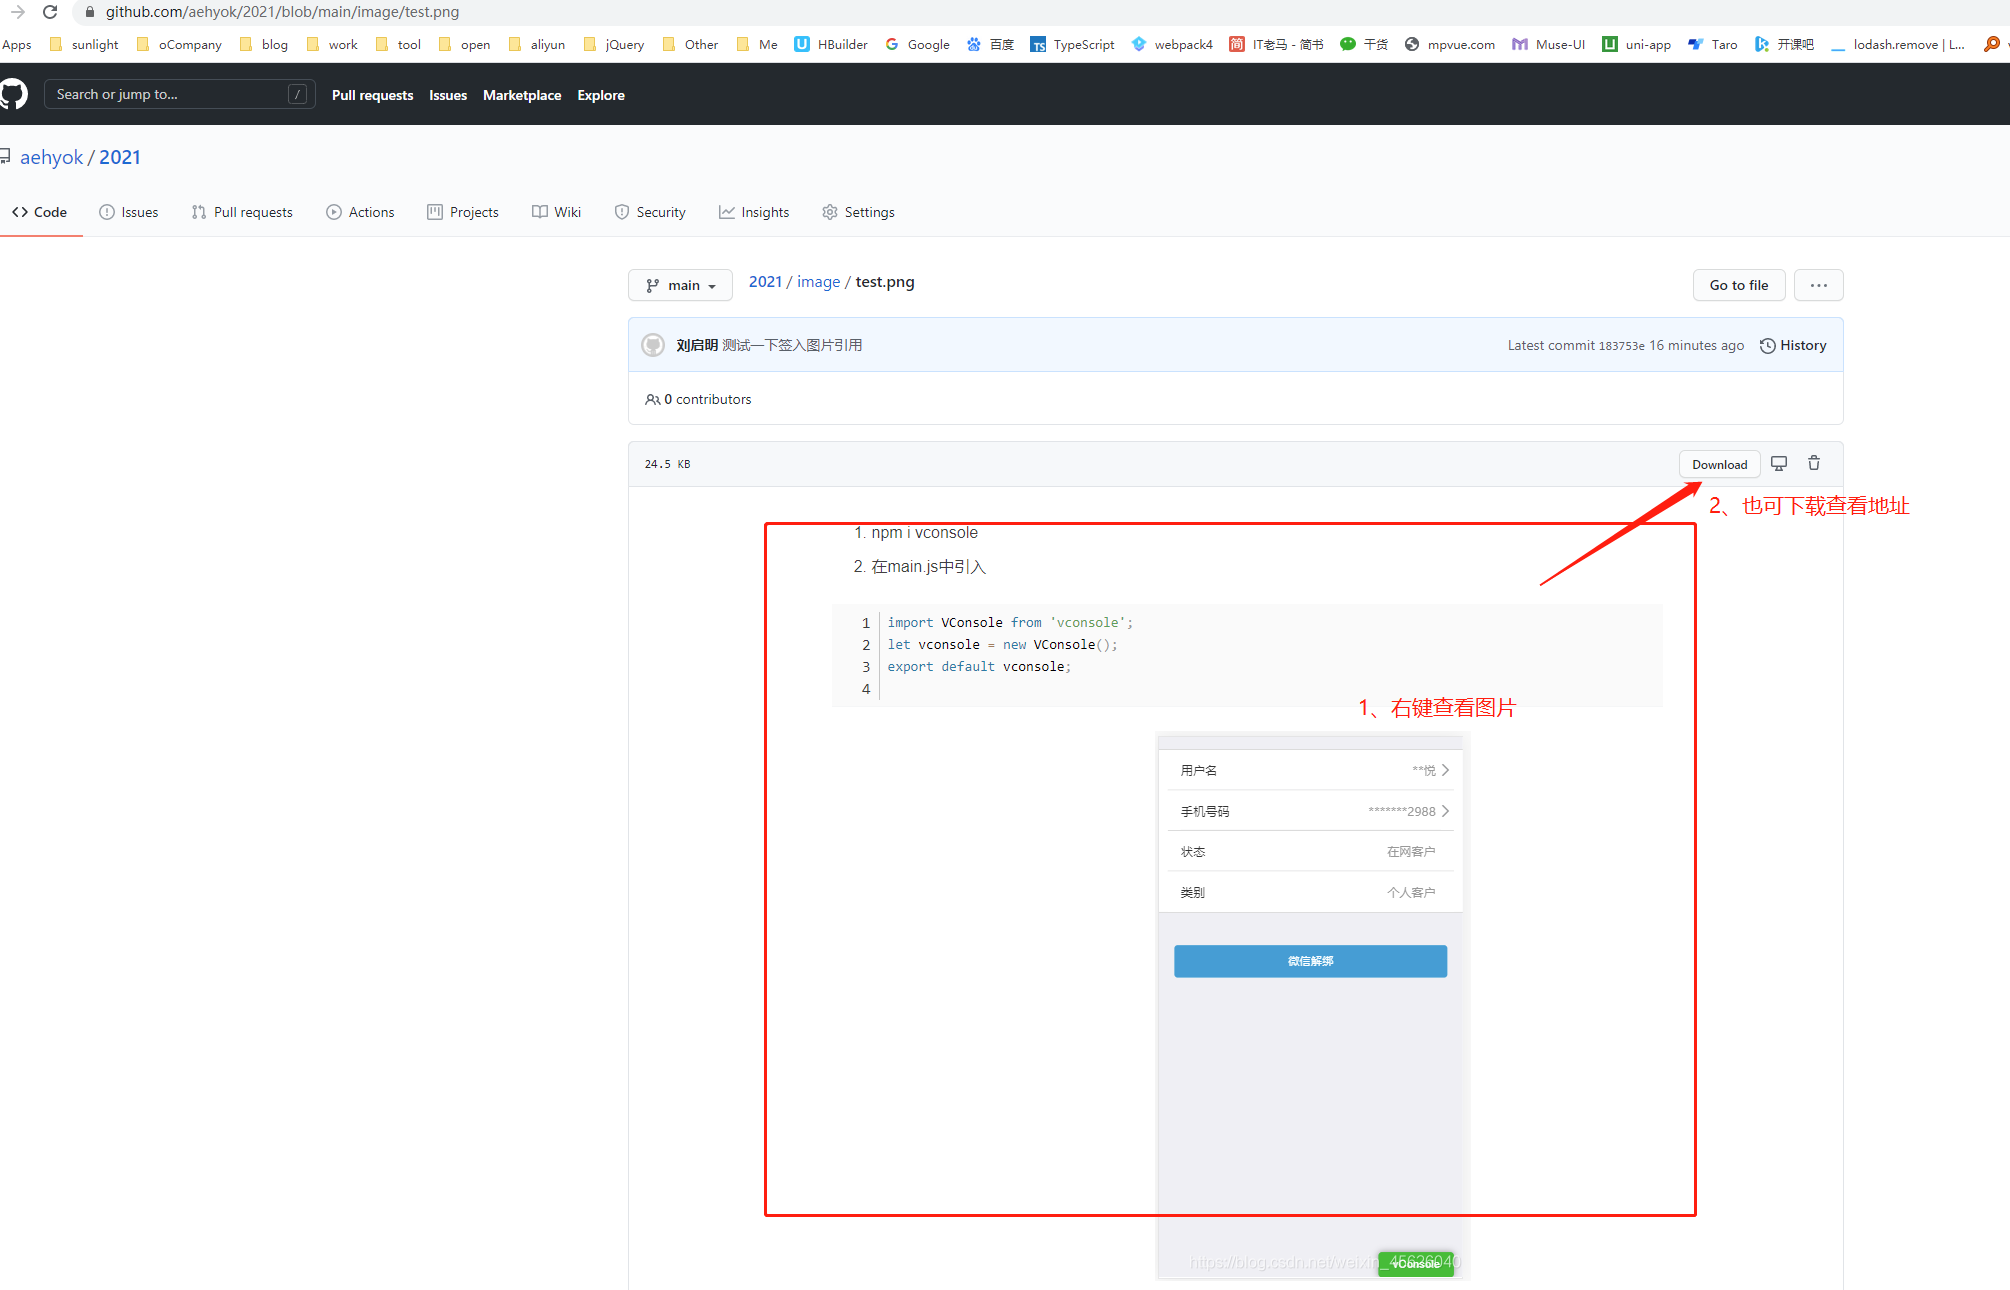 github.com/aehyok/2021/blob/main/image/test.png
Apps sunlight oCompany blog work tool open aliyun jQuery Other Me HBuilder Google 百度 TypeScript webpack4 IT老马 - 简书 干货 mpvue.com Muse-UI uni-app Taro 开课吧 lodash.remove | L...
Search or jump to... / Pull requests Issues Marketplace Explore
aehyok / 2021
Code Issues Pull requests Actions Projects Wiki Security Insights Settings
main 2021 / image / test.png Go to file ...
刘启明 测试一下签入图片引用 Latest commit 183753e 16 minutes ago History
0 contributors
24.5 KB Download
2、也可下载查看地址
1. npm i vconsole
2. 在main.js中引入
1 import VConsole from 'vconsole';
2 let vconsole = new VConsole();
3 export default vconsole;
4
1、右键查看图片
用户名 **悦
手机号码 *******2988
状态 在网客户
类别 个人客户
微信解绑
https://blog.csdn.net/weixin_45626040
vConsole